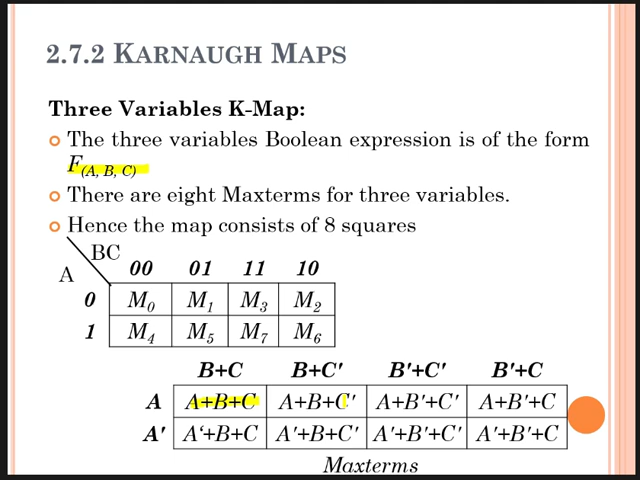 2.7.2 KARNAUGH MAPS
Three Variables K-Map:
The three variables Boolean expression is of the form
F(A, B, C)
There are eight Maxterms for three variables.
Hence the map consists of 8 squares
BC
A
00 01 11 10
0 M0 M1 M3 M2
1 M4 M5 M7 M6
B+C B+C' B'+C' B'+C
A A+B+C A+B+C' A+B'+C' A+B'+C
A' A‘+B+C A'+B+C' A'+B'+C' A'+B'+C
Maxterms